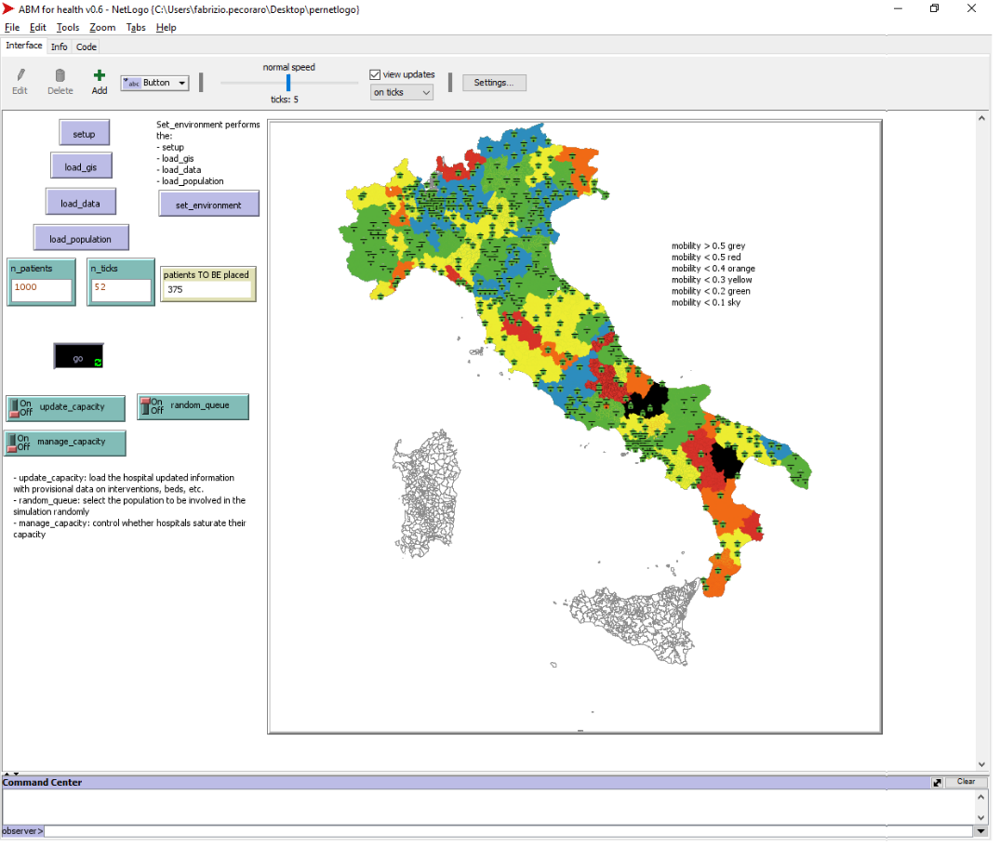 ABM for health v0.6 - NetLogo {C:\Users\fabrizio.pecoraro\Desktop\pernetlogo}
File Edit Tools Zoom Tabs Help
Interface Info Code
Edit Delete Add
abc Button
normal speed
ticks: 5
view updates
on ticks
Settings...
setup
load_gis
load_data
load_population
Set_environment performs
the:
- setup
- load_gis
- load_data
- load_population
set_environment
n_patients
1000
n_ticks
52
patients TO BE placed
375
go
On
Off
update_capacity
On
Off
random_queue
On
Off
manage_capacity
- update_capacity: load the hospital updated information
with provisional data on interventions, beds, etc.
- random_queue: select the population to be involved in the
simulation randomly
- manage_capacity: control whether hospitals saturate their
capacity
mobility > 0.5 grey
mobility < 0.5 red
mobility < 0.4 orange
mobility < 0.3 yellow
mobility < 0.2 green
mobility < 0.1 sky
Command Center
Clear
observer>